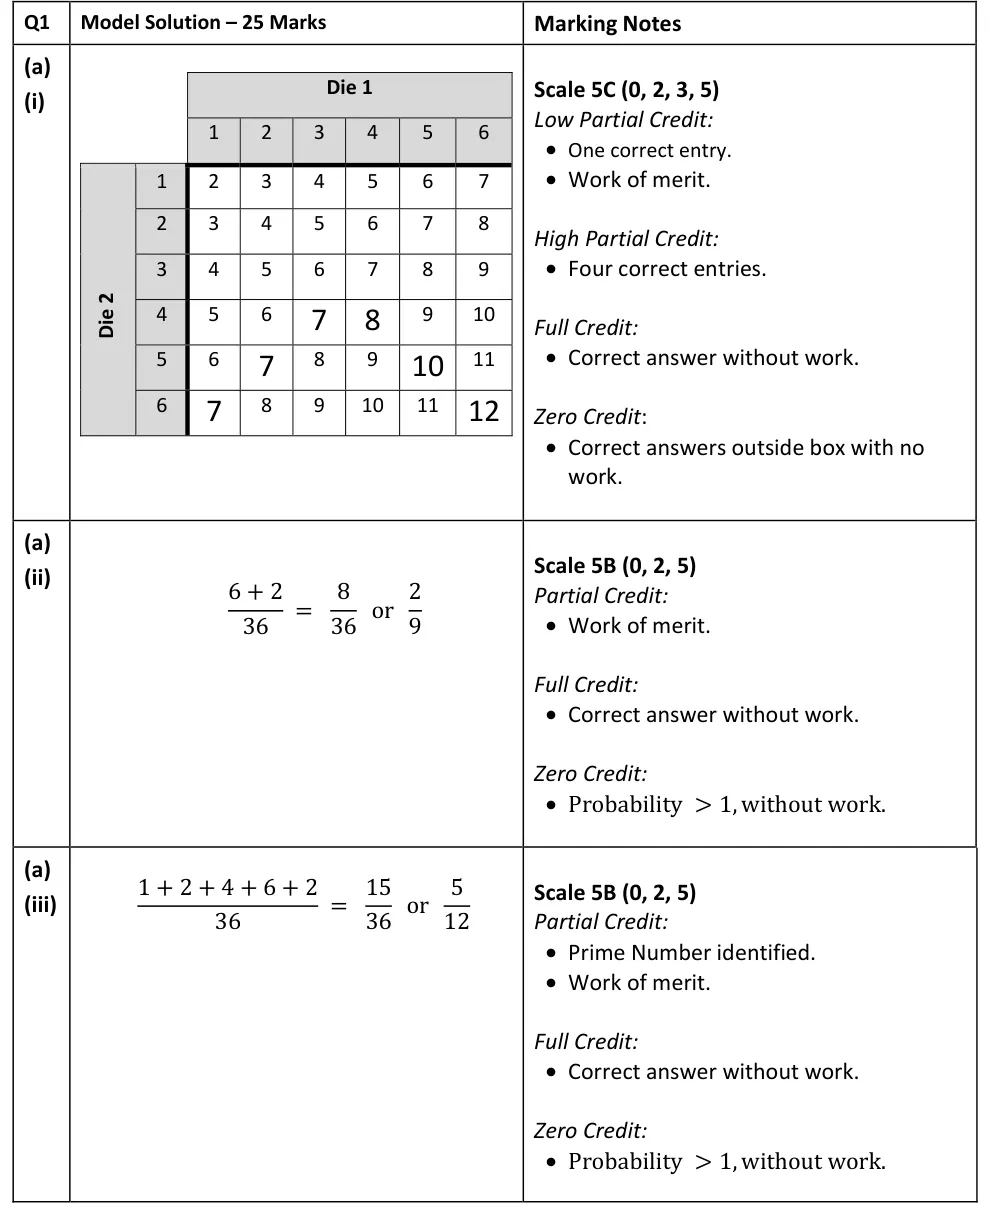 Q1 Model Solution – 25 Marks Marking Notes
(a)
(i)
Die 1
1 2 3 4 5 6
Die 2
1 2 3 4 5 6 7
2 3 4 5 6 7 8
3 4 5 6 7 8 9
4 5 6 7 8 9 10
5 6 7 8 9 10 11
6 7 8 9 10 11 12
Scale 5C (0, 2, 3, 5)
Low Partial Credit:
• One correct entry.
• Work of merit.
High Partial Credit:
• Four correct entries.
Full Credit:
• Correct answer without work.
Zero Credit:
• Correct answers outside box with no
work.
(a)
(ii)
6 + 2 / 36 = 8 / 36 or 2 / 9
Scale 5B (0, 2, 5)
Partial Credit:
• Work of merit.
Full Credit:
• Correct answer without work.
Zero Credit:
• Probability > 1, without work.
(a)
(iii)
1 + 2 + 4 + 6 + 2 / 36 = 15 / 36 or 5 / 12
Scale 5B (0, 2, 5)
Partial Credit:
• Prime Number identified.
• Work of merit.
Full Credit:
• Correct answer without work.
Zero Credit:
• Probability > 1, without work.